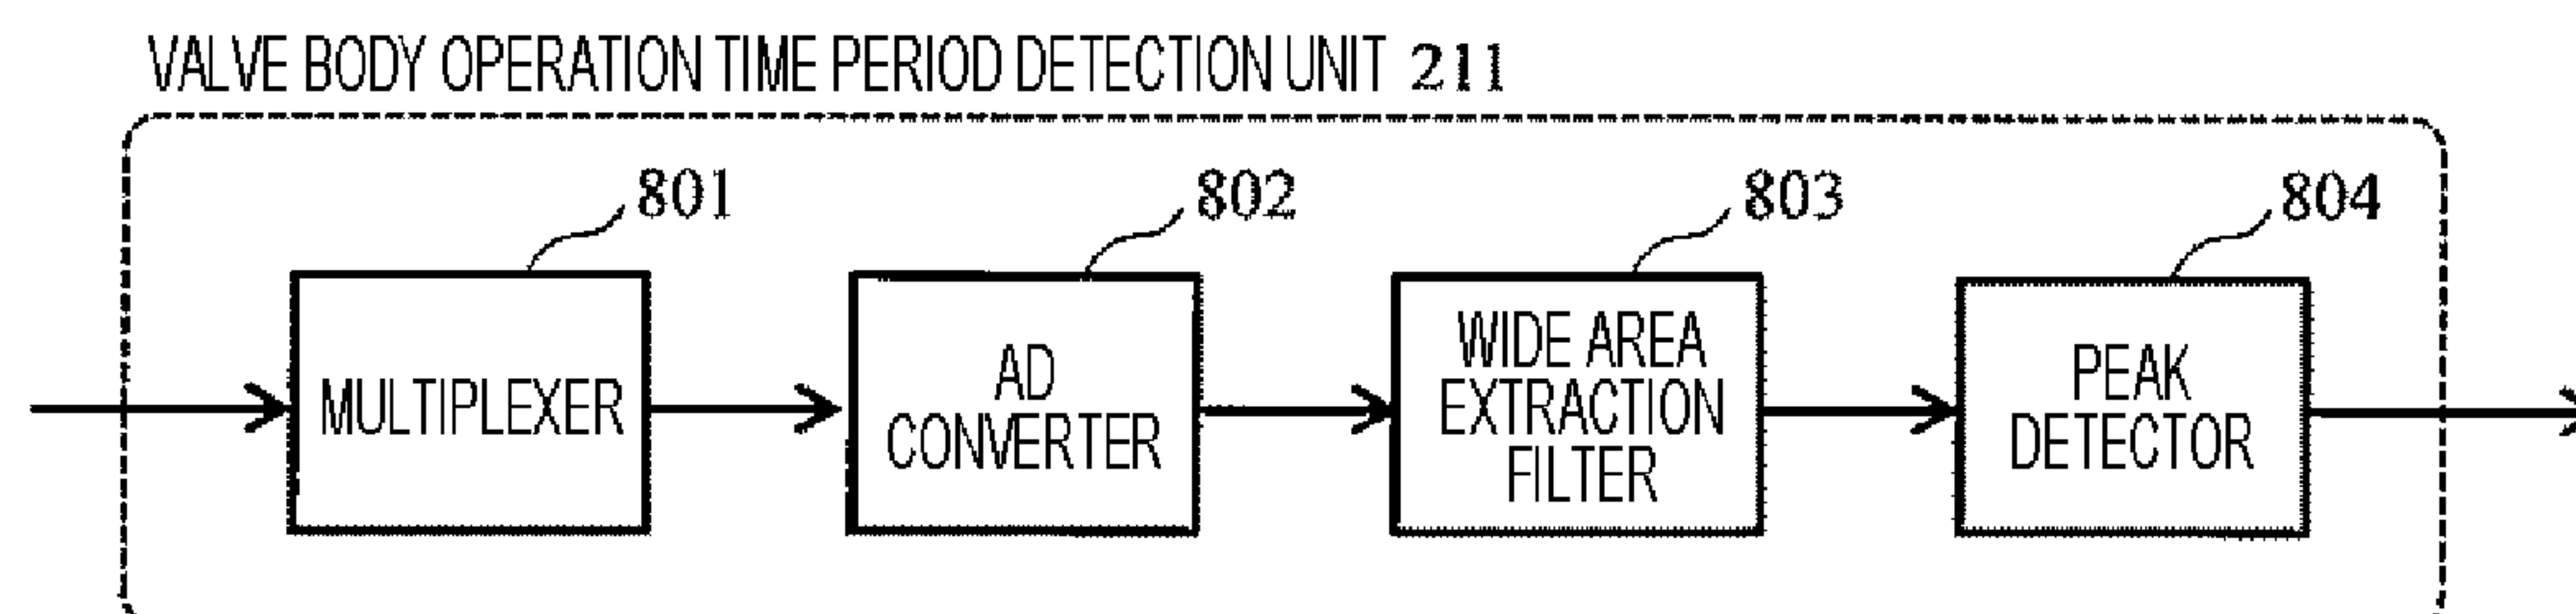 VALVE BODY OPERATION TIME PERIOD DETECTION UNIT 211
801
802
803
804
MULTIPLEXER
AD
CONVERTER
WIDE AREA
EXTRACTION
FILTER
PEAK
DETECTOR